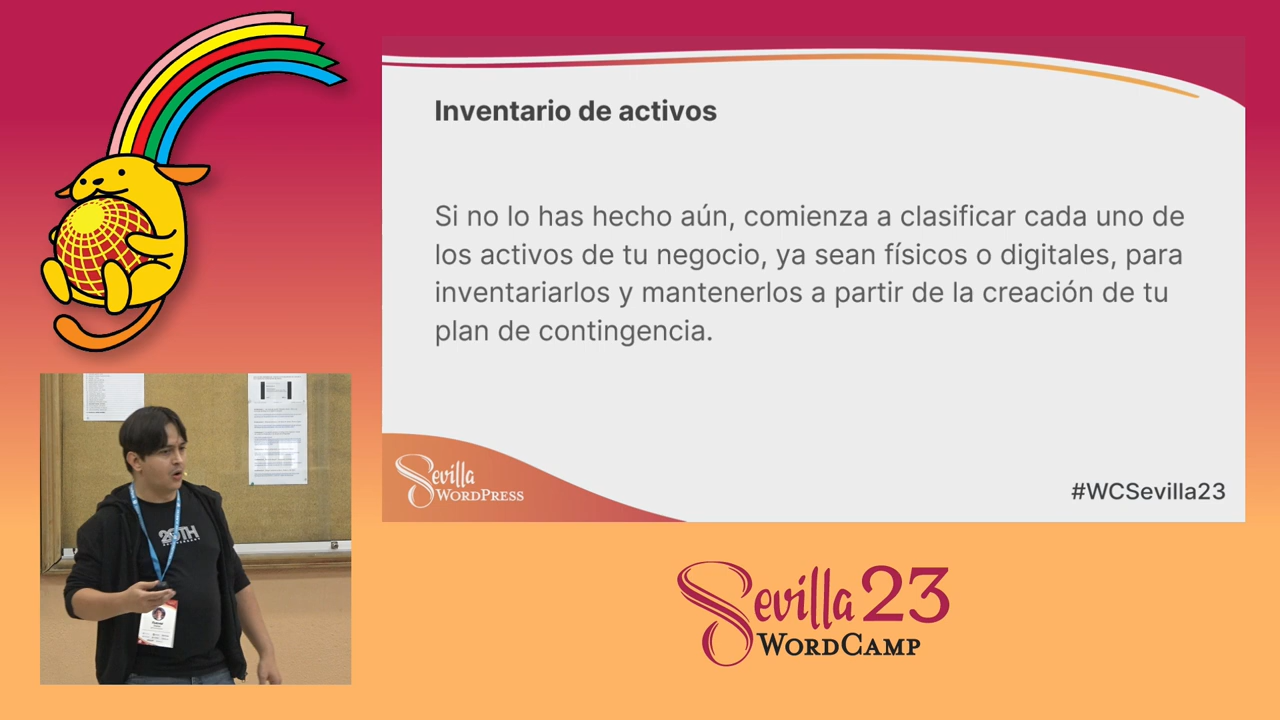 Inventario de activos
Si no lo has hecho aún, comienza a clasificar cada uno de
los activos de tu negocio, ya sean físicos o digitales, para
inventariarlos y mantenerlos a partir de la creación de tu
plan de contingencia.
Sevilla
WORDPRESS
#WCSevilla23
20TH
Sevilla 23
WORDCAMP